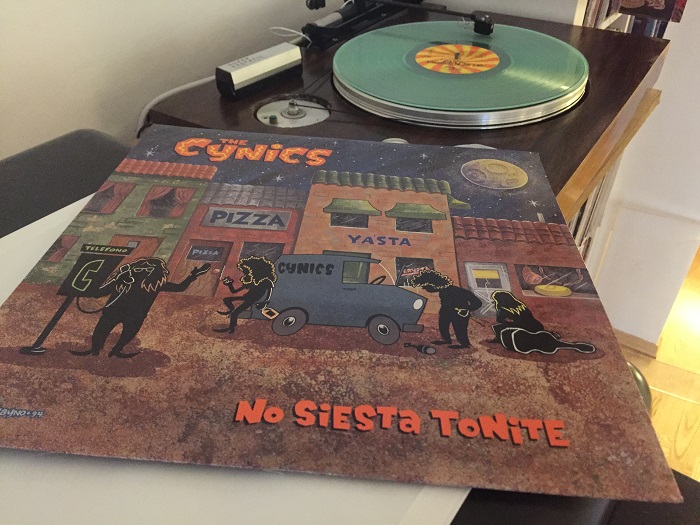 THE
CYNICS
PIZZA
YASTA
TELEFONO
PIZZA
CYNICS
NO SIESTA TONITE